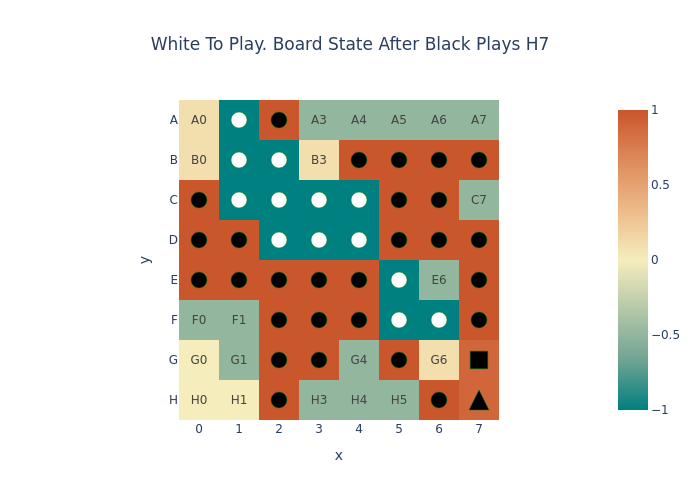 White To Play. Board State After Black Plays H7
A A0 A3 A4 A5 A6 A7 1
B B0 B3
C C7 0.5
D
y E E6 0
F F0 F1 −0.5
G G0 G1 G4 G6
H H0 H1 H3 H4 H5 −1
0 1 2 3 4 5 6 7
x